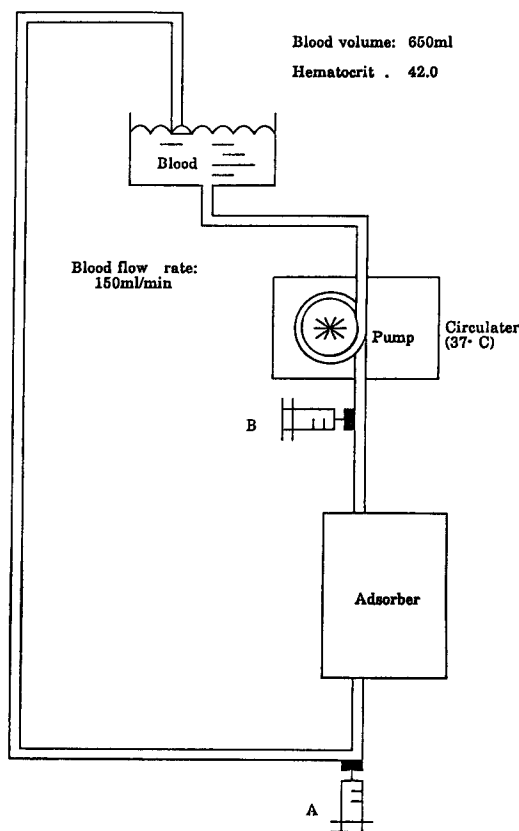 Blood volume: 650ml
Hematocrit . 42.0
Blood
Blood flow rate:
150ml/min
Pump
Circulater
(37° C)
B
Adsorber
A